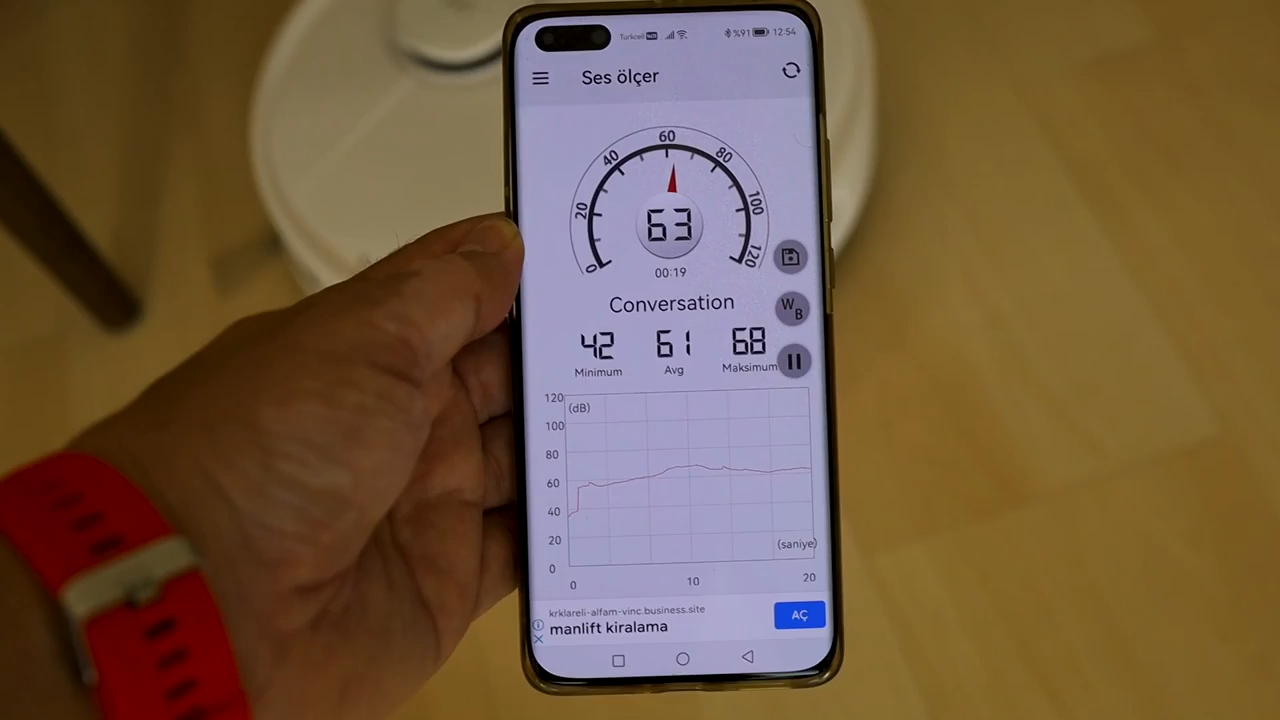 Turkcell %91 12:54
Ses ölçer
0 20 40 60 80 100 120
63
00:19
Conversation
W B
42 61 68
Minimum Avg Maksimum
120
(dB)
100
80
60
40
20
(saniye)
0
0 10 20
krklareli-alfam-vinc.business.site
manlift kiralama
AÇ